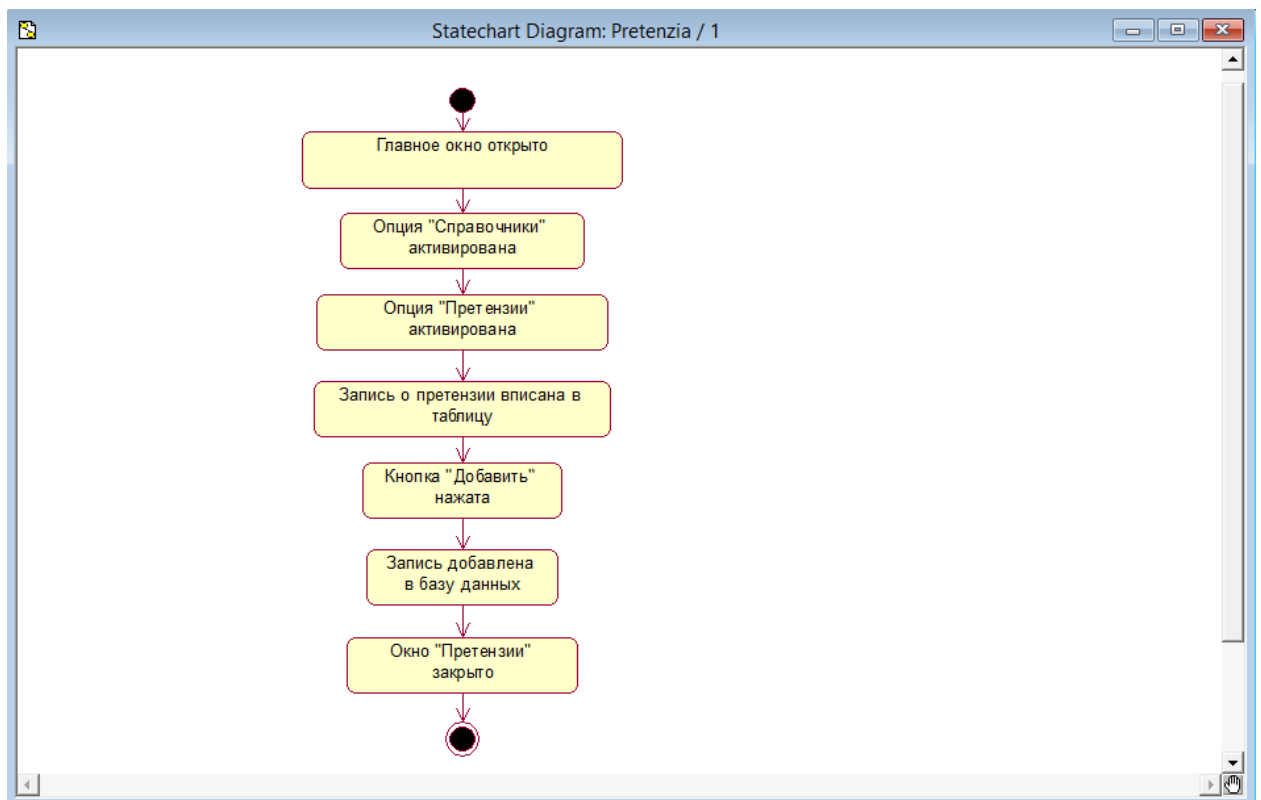 Statechart Diagram: Pretenzia / 1
Главное окно открыто
Опция "Справочники"
активирована
Опция "Претензии"
активирована
Запись о претензии вписана в
таблицу
Кнопка "Добавить"
нажата
Запись добавлена
в базу данных
Окно "Претензии"
закрыто